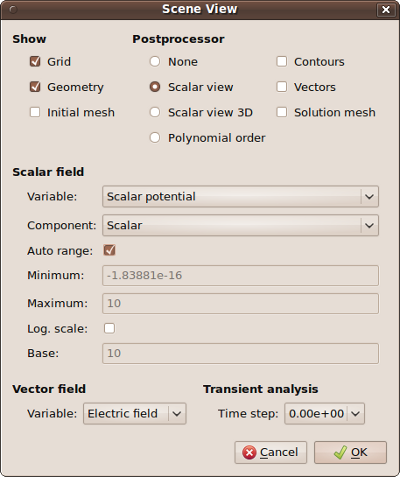 Scene View
Show
Postprocessor
Grid
None
Contours
Geometry
Scalar view
Vectors
Initial mesh
Scalar view 3D
Solution mesh
Polynomial order
Scalar field
Variable: Scalar potential
Component: Scalar
Auto range:
Minimum: -1.83881e-16
Maximum: 10
Log. scale:
Base: 10
Vector field
Transient analysis
Variable: Electric field
Time step: 0.00e+00
Cancel
OK